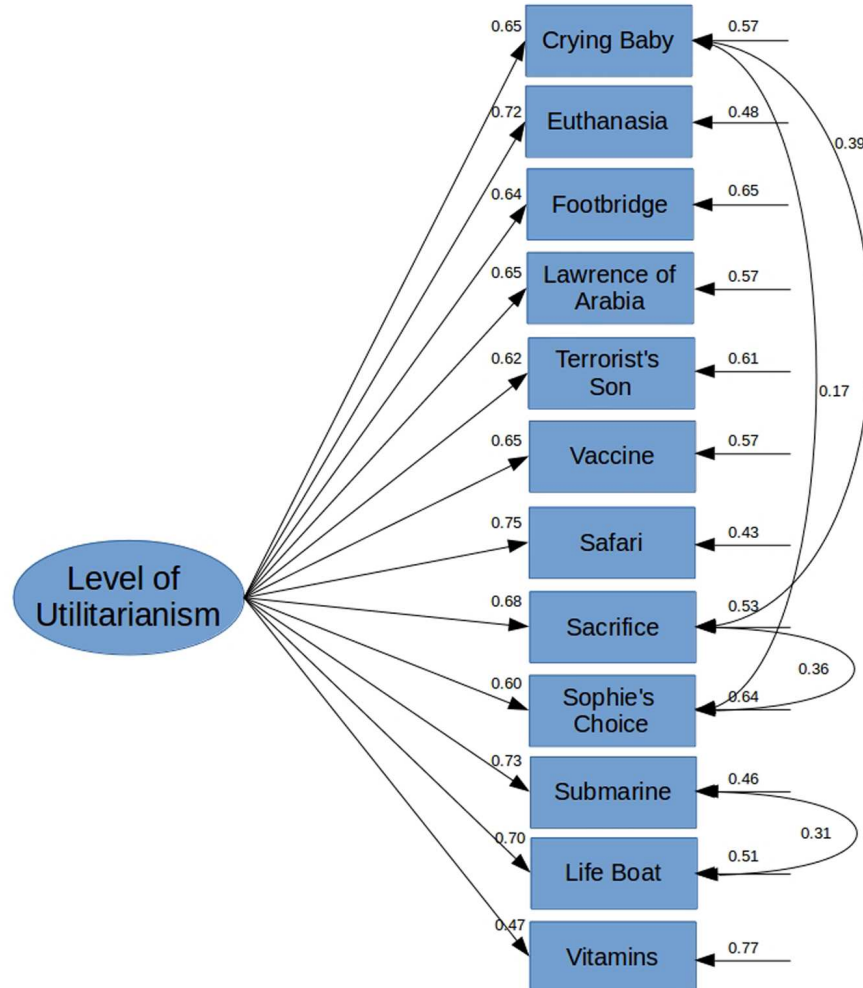 0.65
Crying Baby
0.57
0.72
Euthanasia
0.48
0.39
0.64
Footbridge
0.65
0.65
Lawrence of
Arabia
0.57
0.62
Terrorist's
Son
0.61
0.17
0.65
Vaccine
0.57
0.75
Safari
0.43
Level of
Utilitarianism
0.68
Sacrifice
0.53
0.36
0.60
Sophie's
Choice
0.64
0.73
Submarine
0.46
0.31
0.70
Life Boat
0.51
0.47
Vitamins
0.77